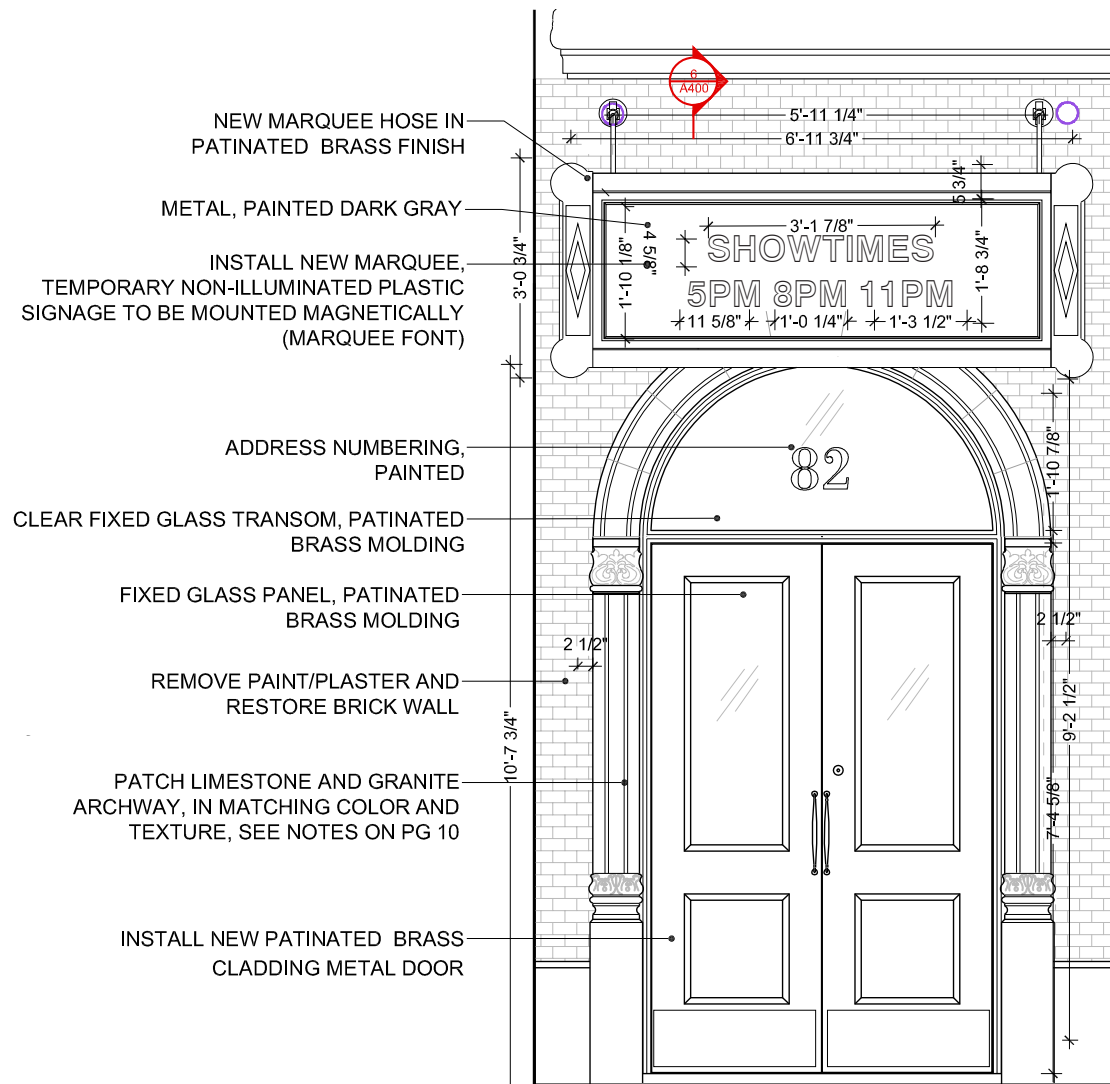 6
A400
5'-11 1/4"
6'-11 3/4"
NEW MARQUEE HOSE IN
PATINATED BRASS FINISH
5 3/4"
METAL, PAINTED DARK GRAY
3'-1 7/8"
4 5/8"
SHOWTIMES
INSTALL NEW MARQUEE,
TEMPORARY NON-ILLUMINATED PLASTIC
SIGNAGE TO BE MOUNTED MAGNETICALLY
(MARQUEE FONT)
3'-0 3/4"
1'-10 1/8"
1'-8 3/4"
5PM 8PM 11PM
11 5/8"
1'-0 1/4"
1'-3 1/2"
ADDRESS NUMBERING,
PAINTED
82
1'-10 7/8"
CLEAR FIXED GLASS TRANSOM, PATINATED
BRASS MOLDING
FIXED GLASS PANEL, PATINATED
BRASS MOLDING
2 1/2"
2 1/2"
REMOVE PAINT/PLASTER AND
RESTORE BRICK WALL
10'-7 3/4"
9'-2 1/2"
PATCH LIMESTONE AND GRANITE
ARCHWAY, IN MATCHING COLOR AND
TEXTURE, SEE NOTES ON PG 10
7'-4 5/8"
INSTALL NEW PATINATED BRASS
CLADDING METAL DOOR